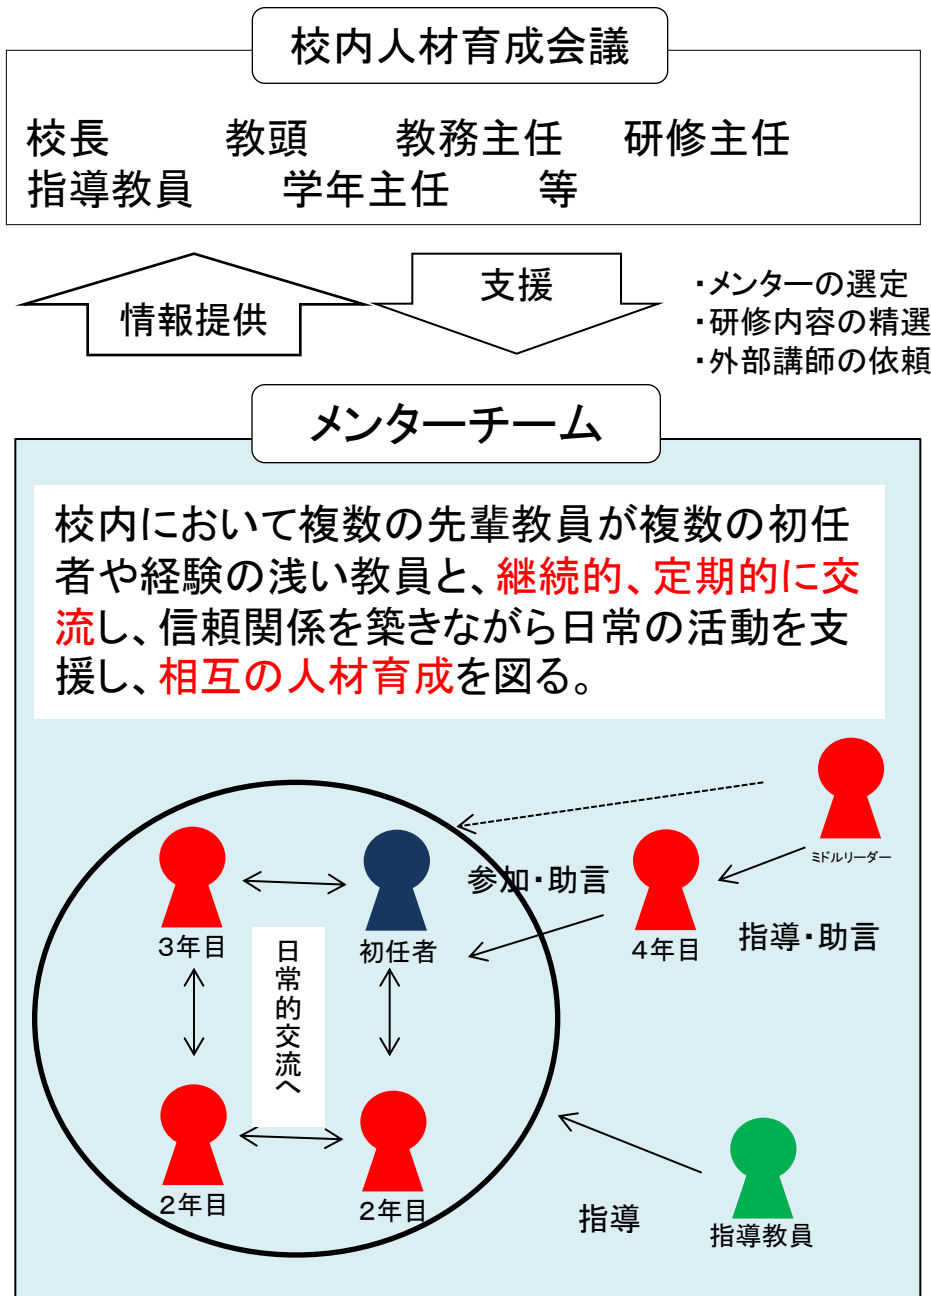 校内人材育成会議
校長　教頭　教務主任　研修主任
指導教員　学年主任　等
情報提供
支援
・メンターの選定
・研修内容の精選
・外部講師の依頼
メンターチーム
校内において複数の先輩教員が複数の初任
者や経験の浅い教員と、継続的、定期的に交
流し、信頼関係を築きながら日常の活動を支
援し、相互の人材育成を図る。
ミドルリーダー
参加・助言
3年目
初任者
4年目
指導・助言
日常的交流へ
2年目
2年目
指導
指導教員